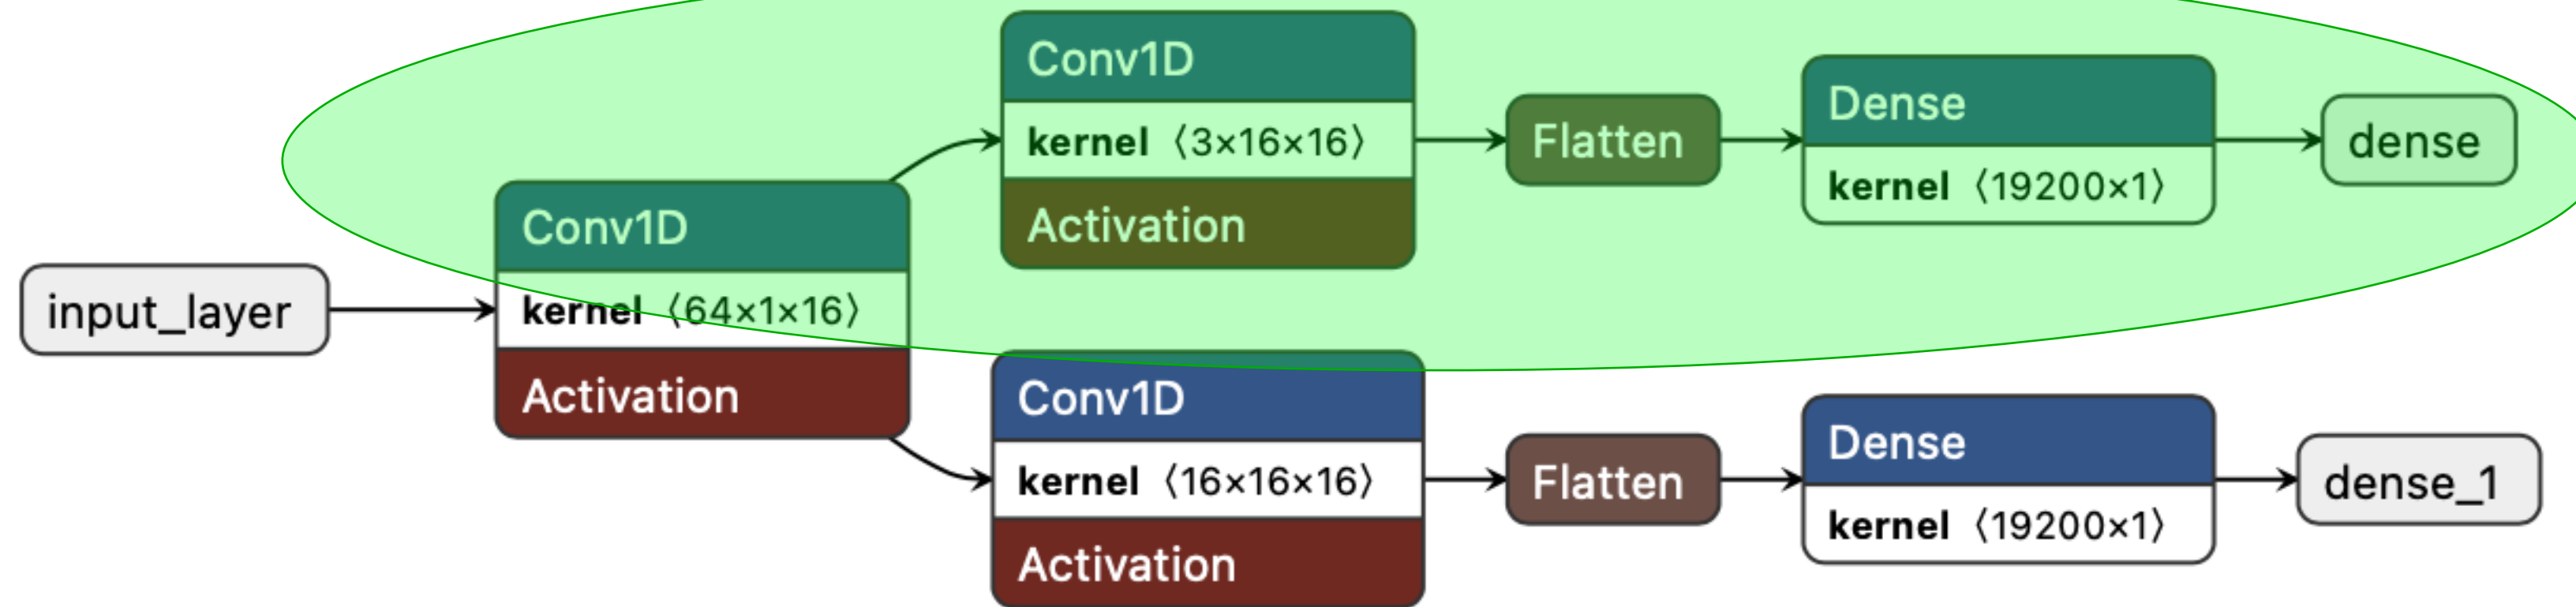 input_layer
Conv1D
kernel ⟨64×1×16⟩
Activation
Conv1D
kernel ⟨3×16×16⟩
Activation
Flatten
Dense
kernel ⟨19200×1⟩
dense
Conv1D
kernel ⟨16×16×16⟩
Activation
Flatten
Dense
kernel ⟨19200×1⟩
dense_1